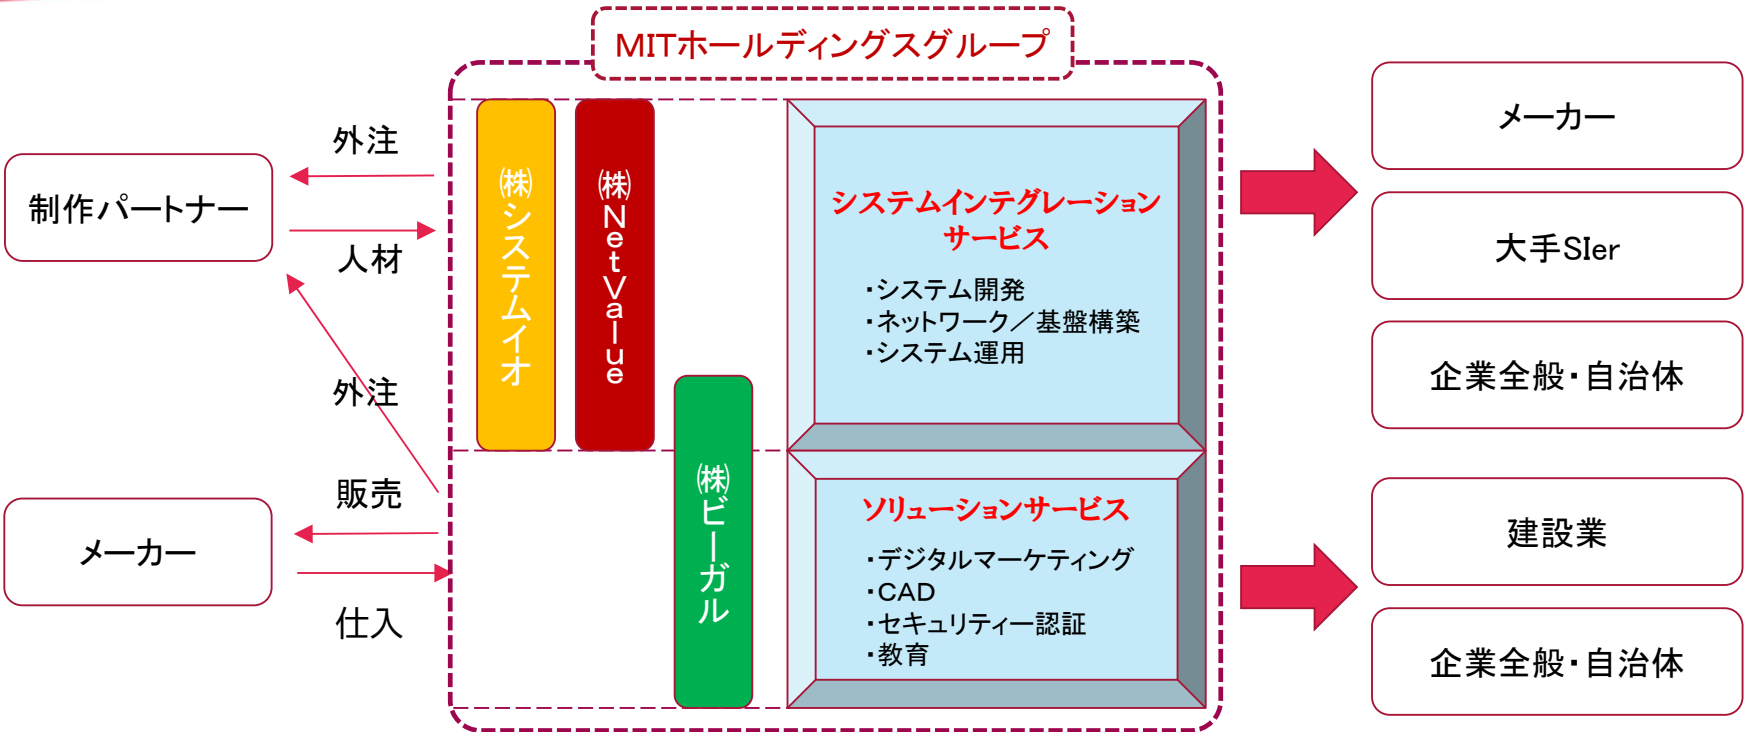 MITホールディングスグループ
制作パートナー
外注
人材
外注
メーカー
販売
仕入
㈱システムイオ
㈱NetValue
㈱ビーガル
システムインテグレーション
サービス
・システム開発
・ネットワーク／基盤構築
・システム運用
ソリューションサービス
・デジタルマーケティング
・CAD
・セキュリティー認証
・教育
メーカー
大手SIer
企業全般・自治体
建設業
企業全般・自治体